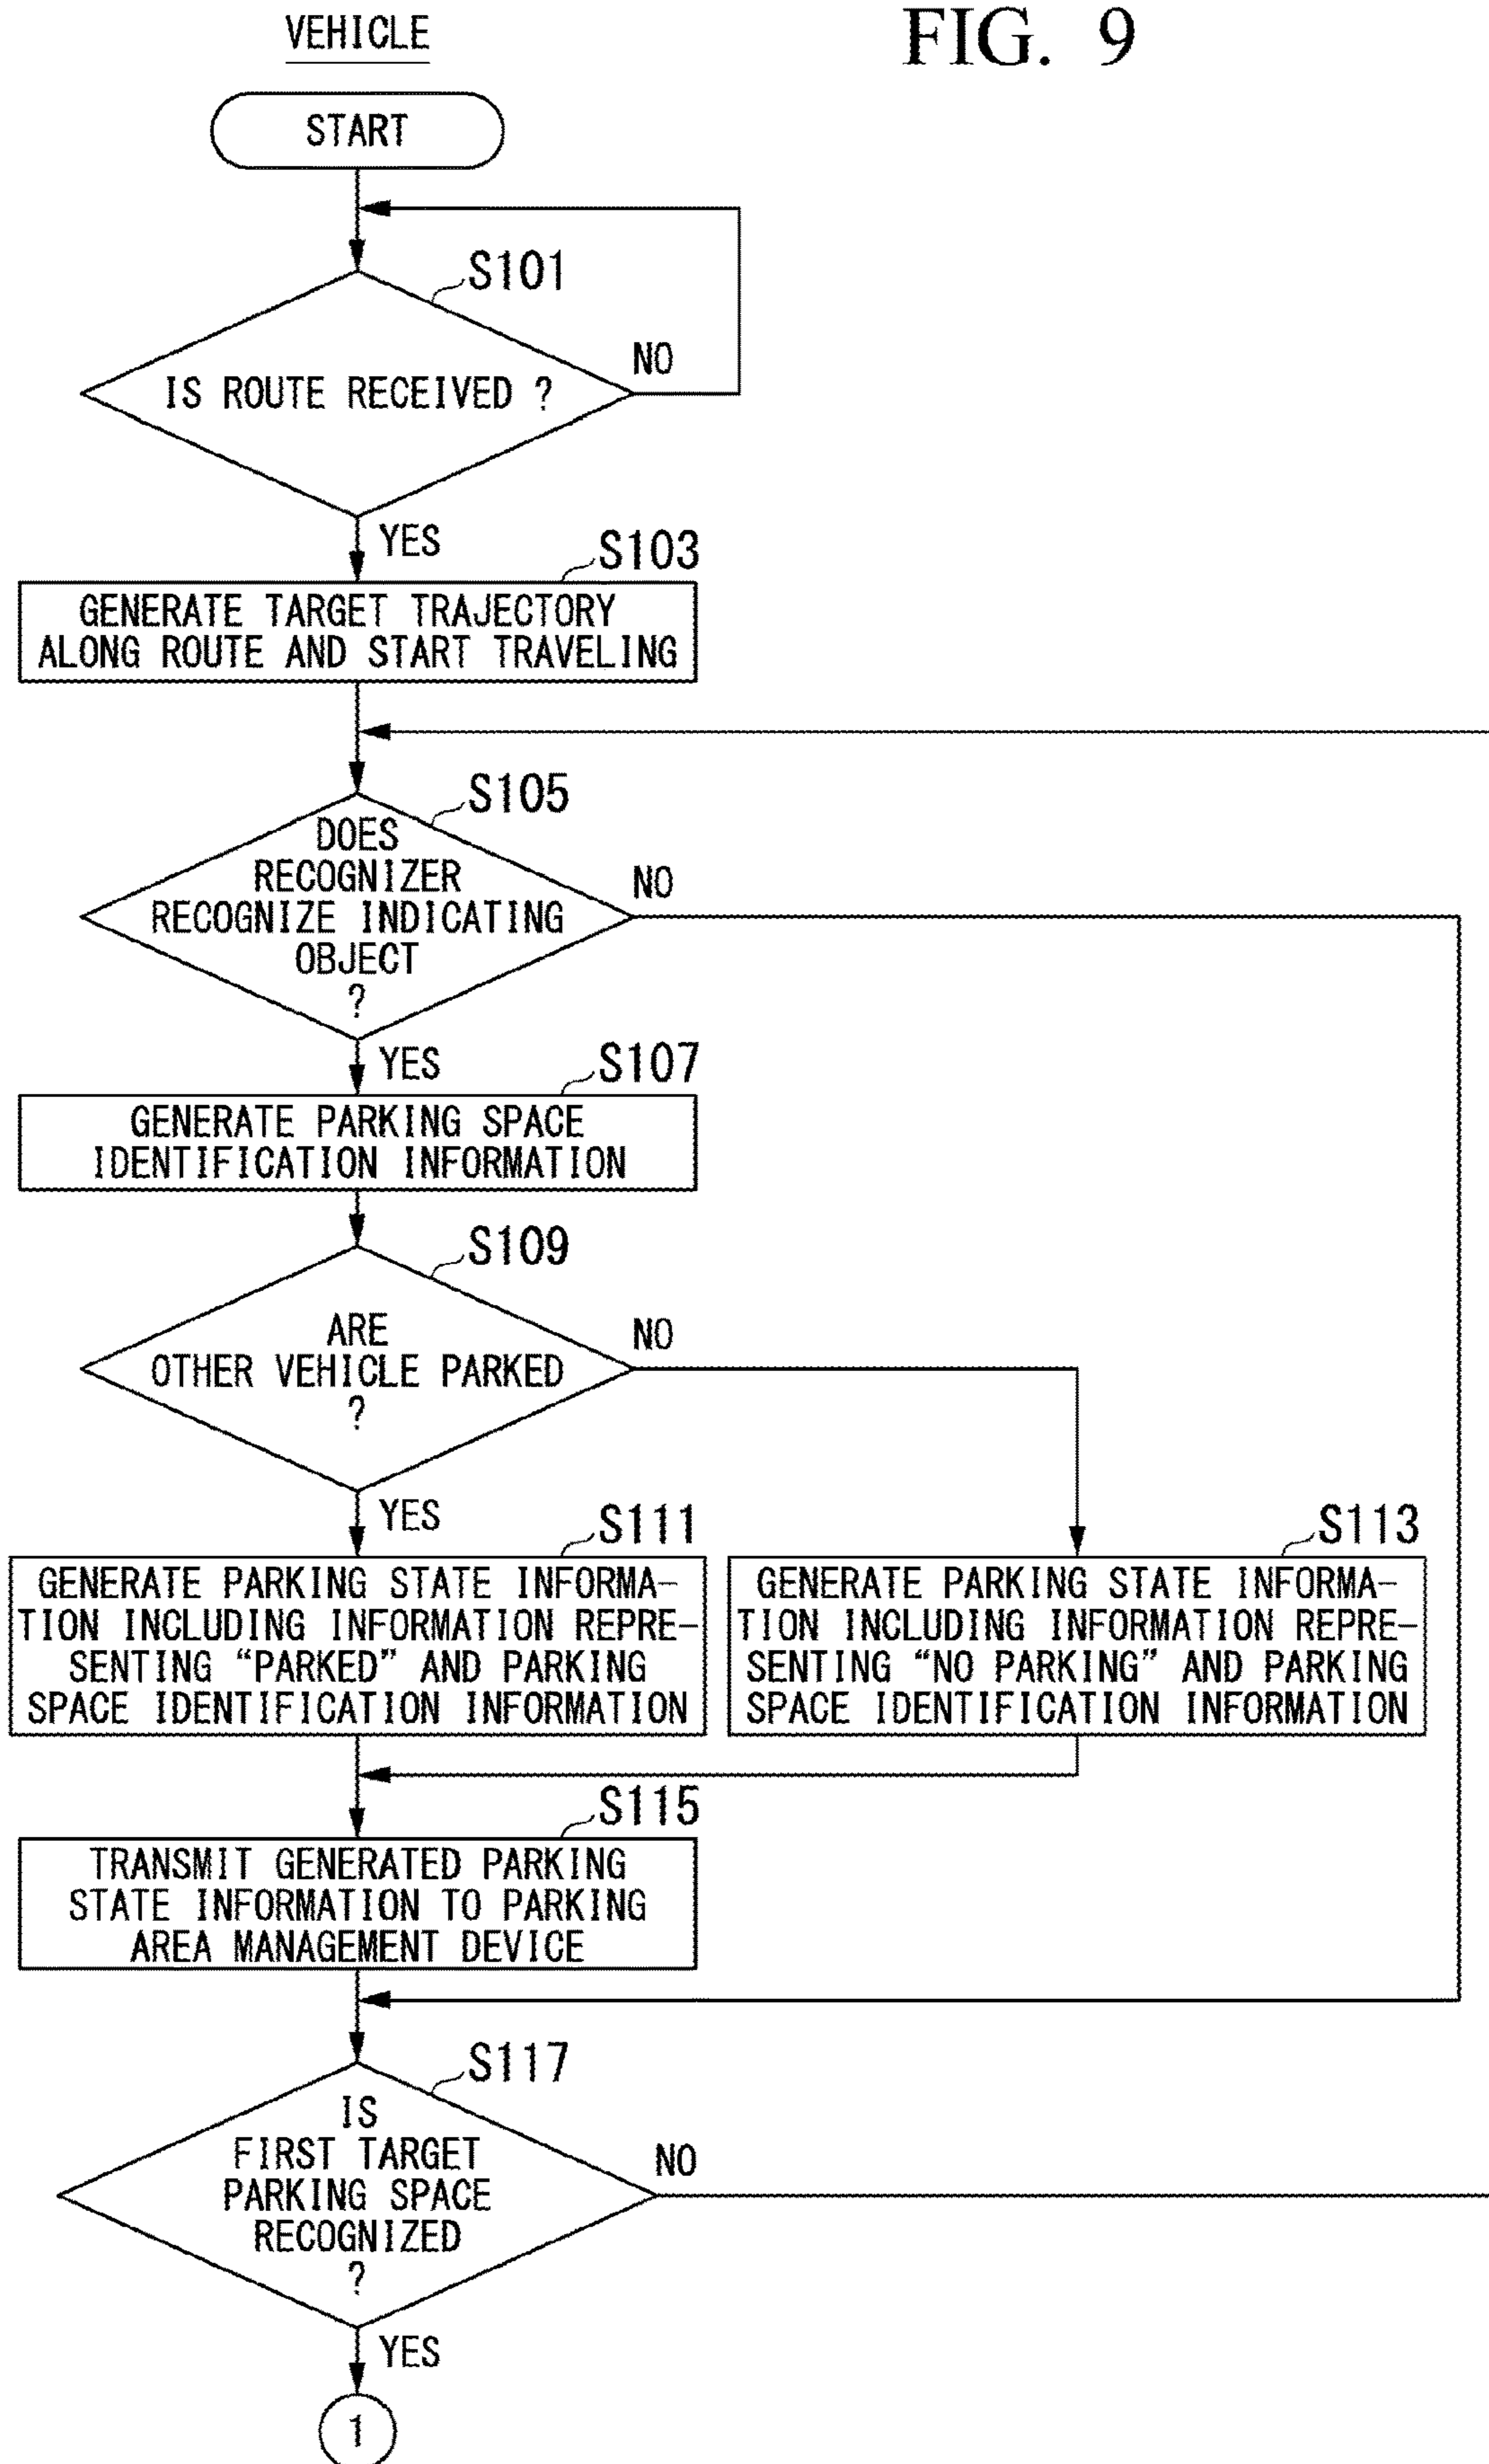 VEHICLE
FIG. 9
START
S101
IS ROUTE RECEIVED ?
NO
YES
S103
GENERATE TARGET TRAJECTORY
ALONG ROUTE AND START TRAVELING
S105
DOES
RECOGNIZER
RECOGNIZE INDICATING
OBJECT
?
NO
YES
S107
GENERATE PARKING SPACE
IDENTIFICATION INFORMATION
S109
ARE
OTHER VEHICLE PARKED
?
NO
YES
S111
GENERATE PARKING STATE INFORMA-
TION INCLUDING INFORMATION REPRE-
SENTING “PARKED” AND PARKING
SPACE IDENTIFICATION INFORMATION
S113
GENERATE PARKING STATE INFORMA-
TION INCLUDING INFORMATION REPRE-
SENTING “NO PARKING” AND PARKING
SPACE IDENTIFICATION INFORMATION
S115
TRANSMIT GENERATED PARKING
STATE INFORMATION TO PARKING
AREA MANAGEMENT DEVICE
S117
IS
FIRST TARGET
PARKING SPACE
RECOGNIZED
?
NO
YES
1